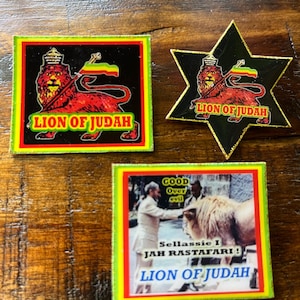 LION OF JUDAH
LION OF JUDAH
GOOD
Over
evil
Sellassie I
JAH RASTAFARI !
LION OF JUDAH